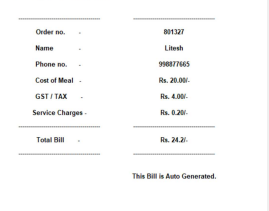 Order no. - 801327
Name - Litesh
Phone no. - 998877665
Cost of Meal - Rs. 20.00/-
GST / TAX - Rs. 4.00/-
Service Charges - Rs. 0.20/-
Total Bill - Rs. 24.2/-
This Bill is Auto Generated.